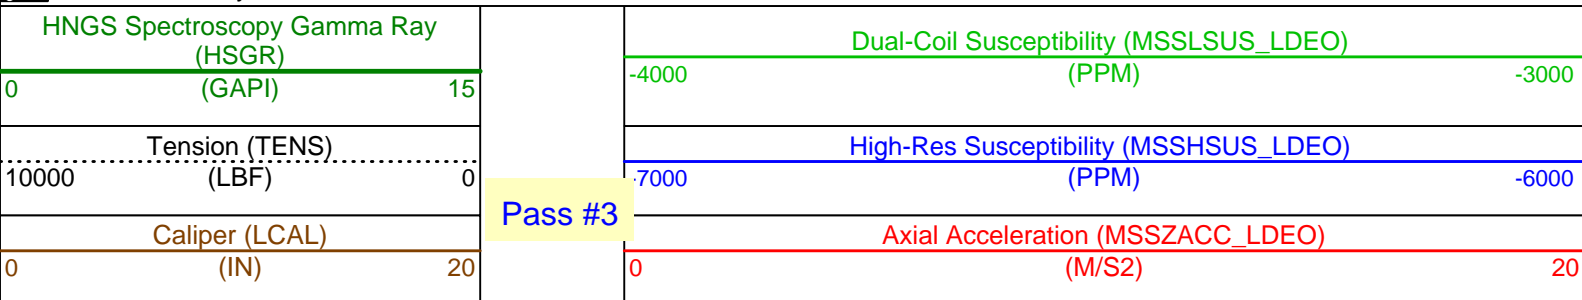 HNGS Spectroscopy Gamma Ray
(HSGR)
0 (GAPI) 15
Tension (TENS)
10000 (LBF) 0
Caliper (LCAL)
0 (IN) 20
Pass #3
Dual-Coil Susceptibility (MSSLSUS_LDEO)
-4000 (PPM) -3000
High-Res Susceptibility (MSSHSUS_LDEO)
-7000 (PPM) -6000
Axial Acceleration (MSSZACC_LDEO)
0 (M/S2) 20